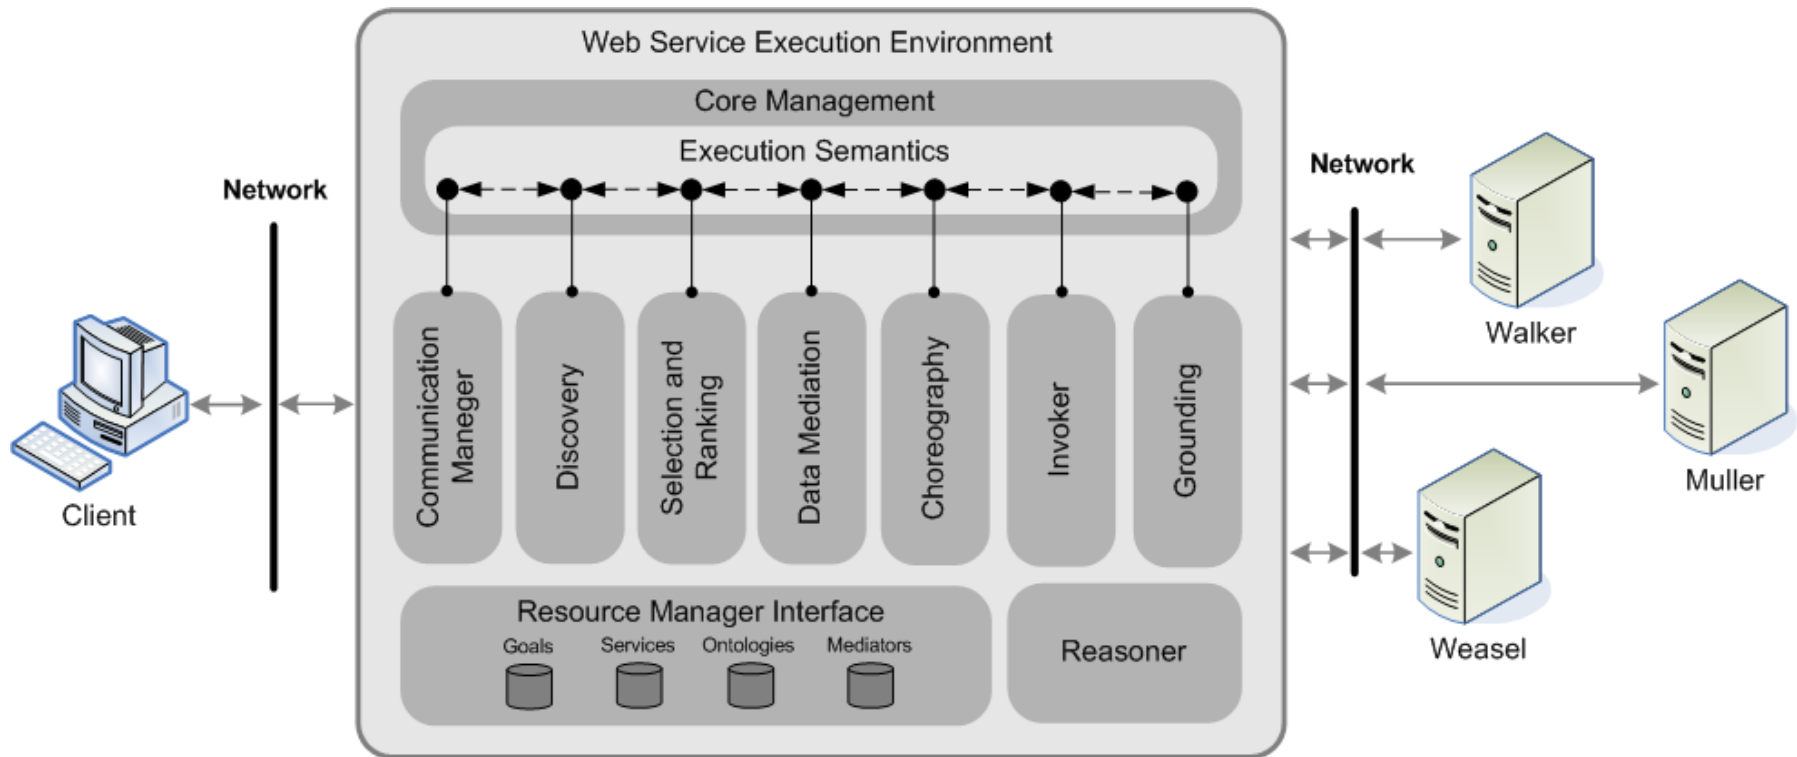 Web Service Execution Environment
Core Management
Execution Semantics
Network
Network
Communication
Maneger
Discovery
Selection and
Ranking
Data Mediation
Choreography
Invoker
Grounding
Walker
Muller
Client
Resource Manager Interface
Goals
Services
Ontologies
Mediators
Reasoner
Weasel